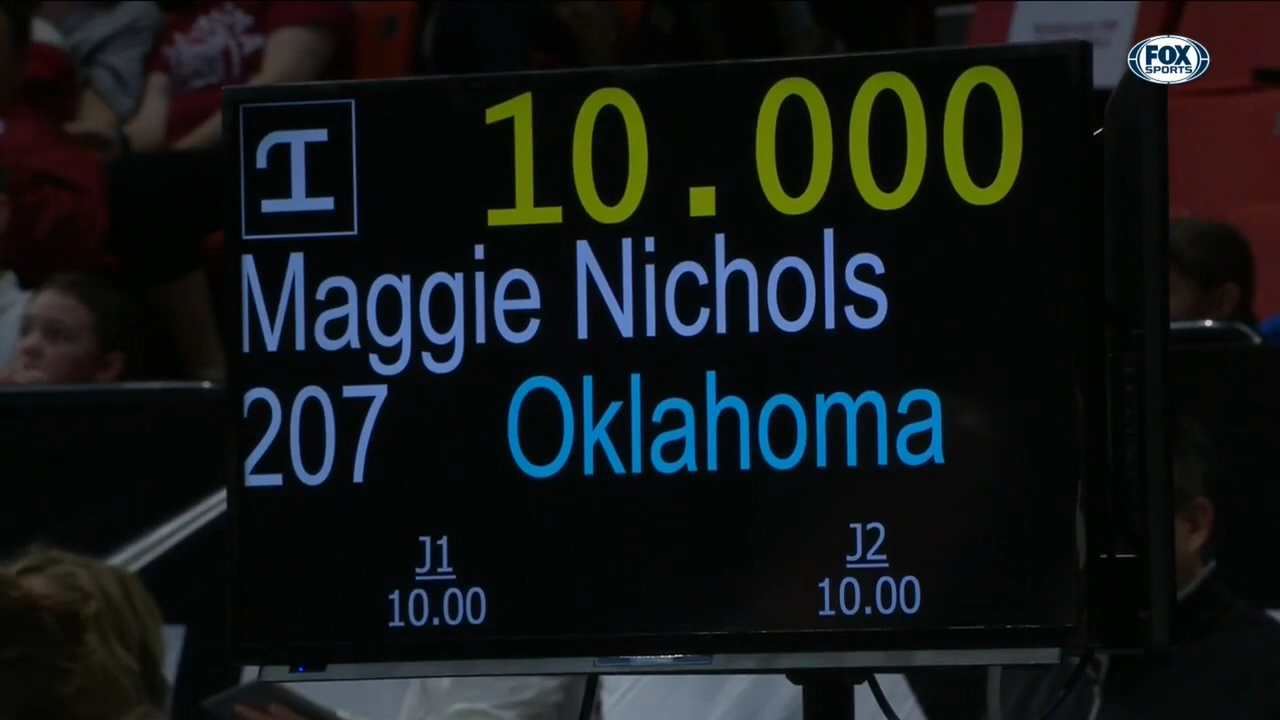 FOX
SPORTS
10.000
Maggie Nichols
207 Oklahoma
J1 J2
10.00 10.00